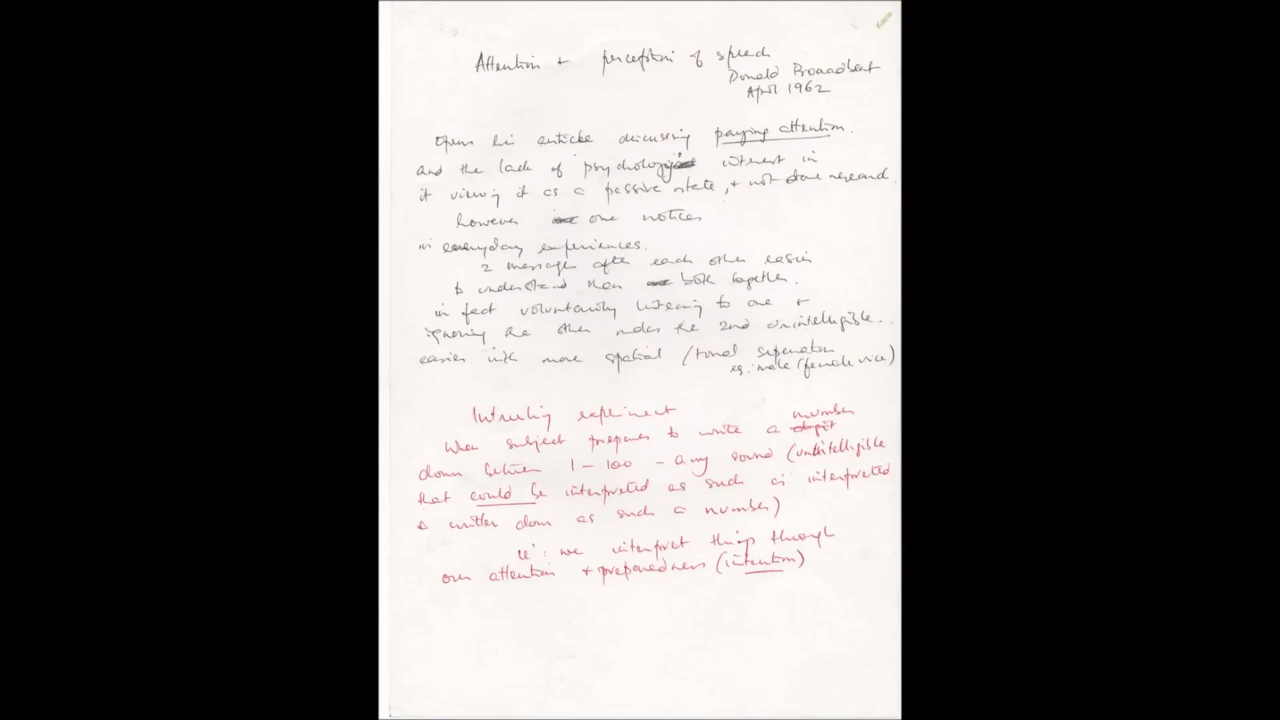 Attention + perception of speech
Donald Broadbent
April 1962
Opens his article discussing paying attention.
and the lack of psychologi interest in
it viewing it as a passive state, + not done research.
however one notices
in everyday experiences.
2 messages after each other easier
to understand than both together.
in fact voluntarily listening to one +
ignoring the other makes the 2nd unintelligible.
easier with more spatial / tonal separation
eg: male / female voice)
Intresting experiment
When subject prepares to write a number
down between 1 - 100 - any sound (unintelligible
that could be interpreted as such is interpreted
& written down as such a number)
ie: we interpret things through
our attention + preparedness (intention)